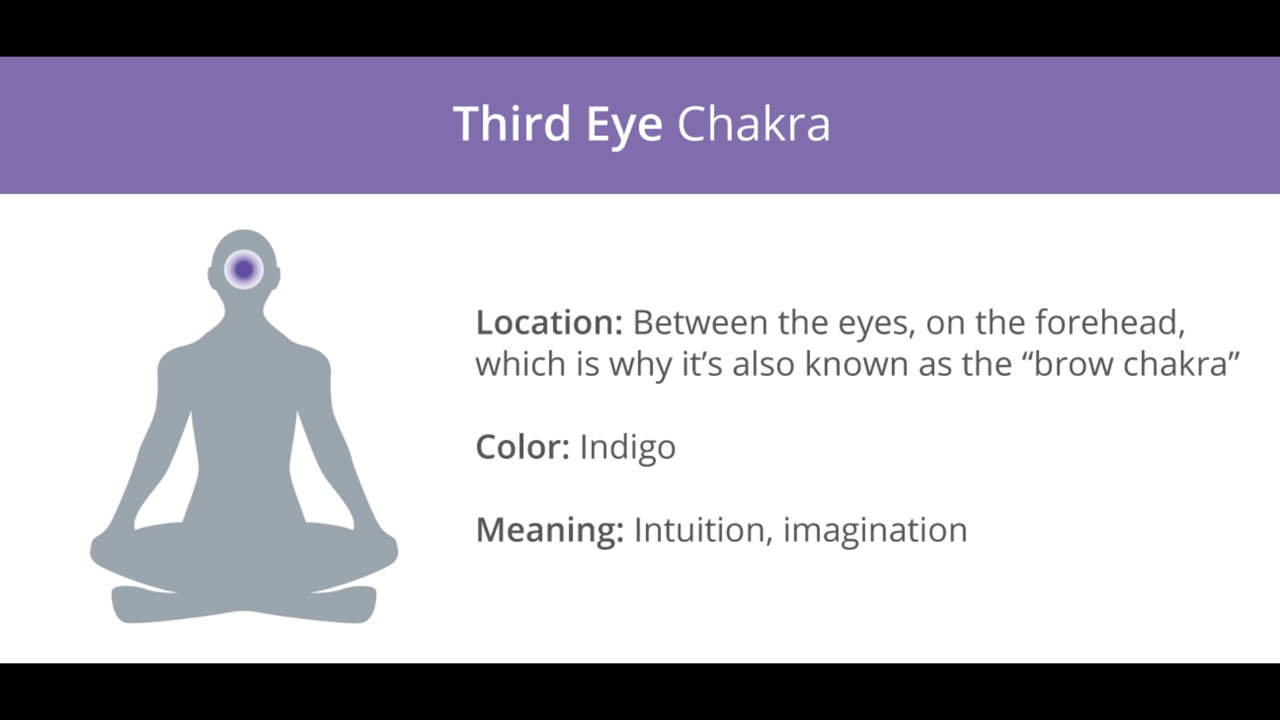 Third Eye Chakra
Location: Between the eyes, on the forehead,
which is why it’s also known as the “brow chakra”
Color: Indigo
Meaning: Intuition, imagination